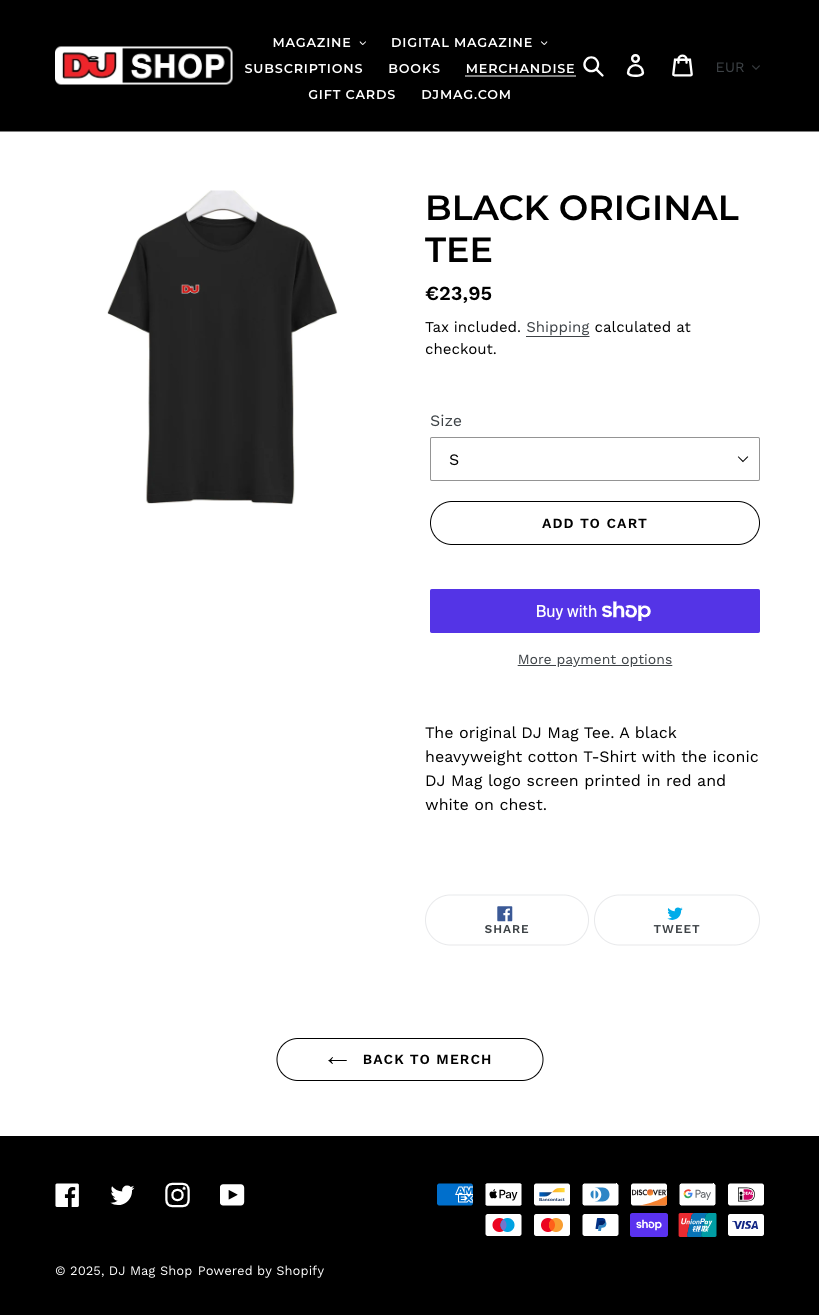 MAGAZINE
DIGITAL MAGAZINE
DJ SHOP
SUBSCRIPTIONS
BOOKS
MERCHANDISE
EUR
GIFT CARDS
DJMAG.COM
DJ
BLACK ORIGINAL
TEE
€23,95
Tax included. Shipping calculated at
checkout.
Size
S
ADD TO CART
Buy with shop
More payment options
The original DJ Mag Tee. A black
heavyweight cotton T-Shirt with the iconic
DJ Mag logo screen printed in red and
white on chest.
SHARE
TWEET
BACK TO MERCH
AMEX
Pay
Bancontact
DISCOVER
G Pay
iDEAL
shop
UnionPay
银联
VISA
© 2025, DJ Mag Shop Powered by Shopify